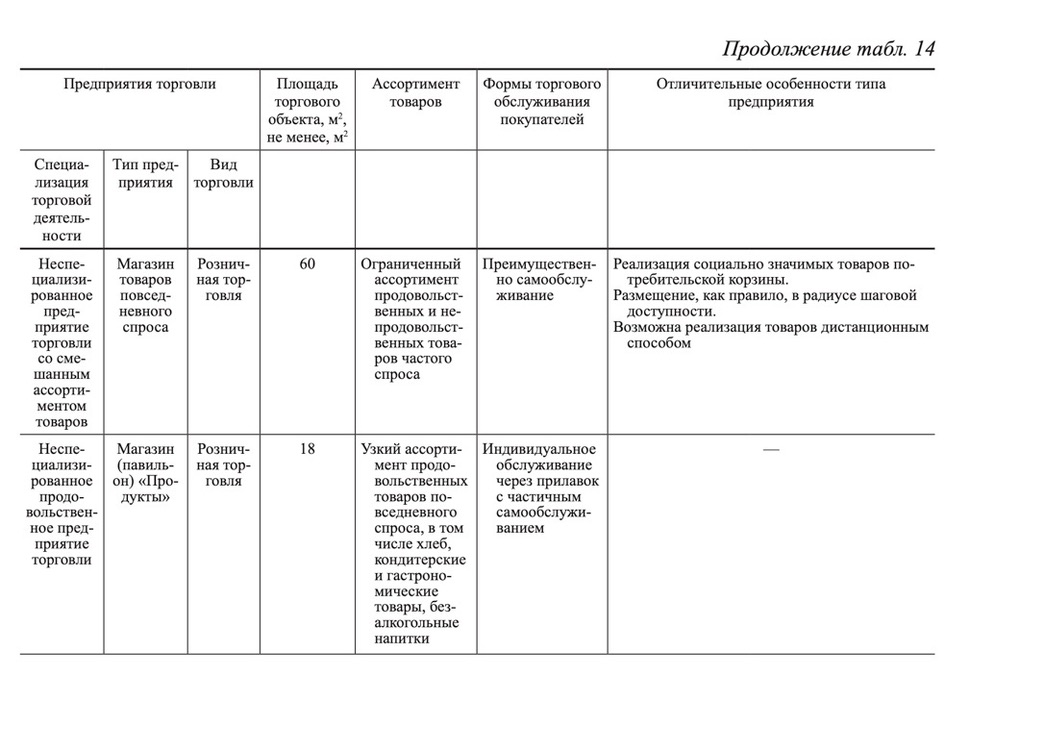 Продолжение табл. 14
Предприятия торговли
Площадь
торгового
объекта, м²,
не менее, м²
Ассортимент
товаров
Формы торгового
обслуживания
покупателей
Отличительные особенности типа
предприятия
Специа-
лизация
торговой
деятель-
ности
Тип пред-
приятия
Вид
торговли
Неспе-
циализи-
рованное
пред-
приятие
торговли
со сме-
шанным
ассорти-
ментом
товаров
Магазин
товаров
повсед-
невного
спроса
Рознич-
ная тор-
говля
60
Ограниченный
ассортимент
продовольст-
венных и не-
продовольст-
венных това-
ров частого
спроса
Преимуществен-
но самообслу-
живание
Реализация социально значимых товаров по-
требительской корзины.
Размещение, как правило, в радиусе шаговой
доступности.
Возможна реализация товаров дистанционным
способом
Неспе-
циализи-
рованное
продо-
вольствен-
ное пред-
приятие
торговли
Магазин
(павиль-
он) «Про-
дукты»
Рознич-
ная тор-
говля
18
Узкий ассорти-
мент продо-
вольственных
товаров по-
вседневного
спроса, в том
числе хлеб,
кондитерские
и гастроно-
мические
товары, без-
алкогольные
напитки
Индивидуальное
обслуживание
через прилавок
с частичным
самообслужи-
ванием
—